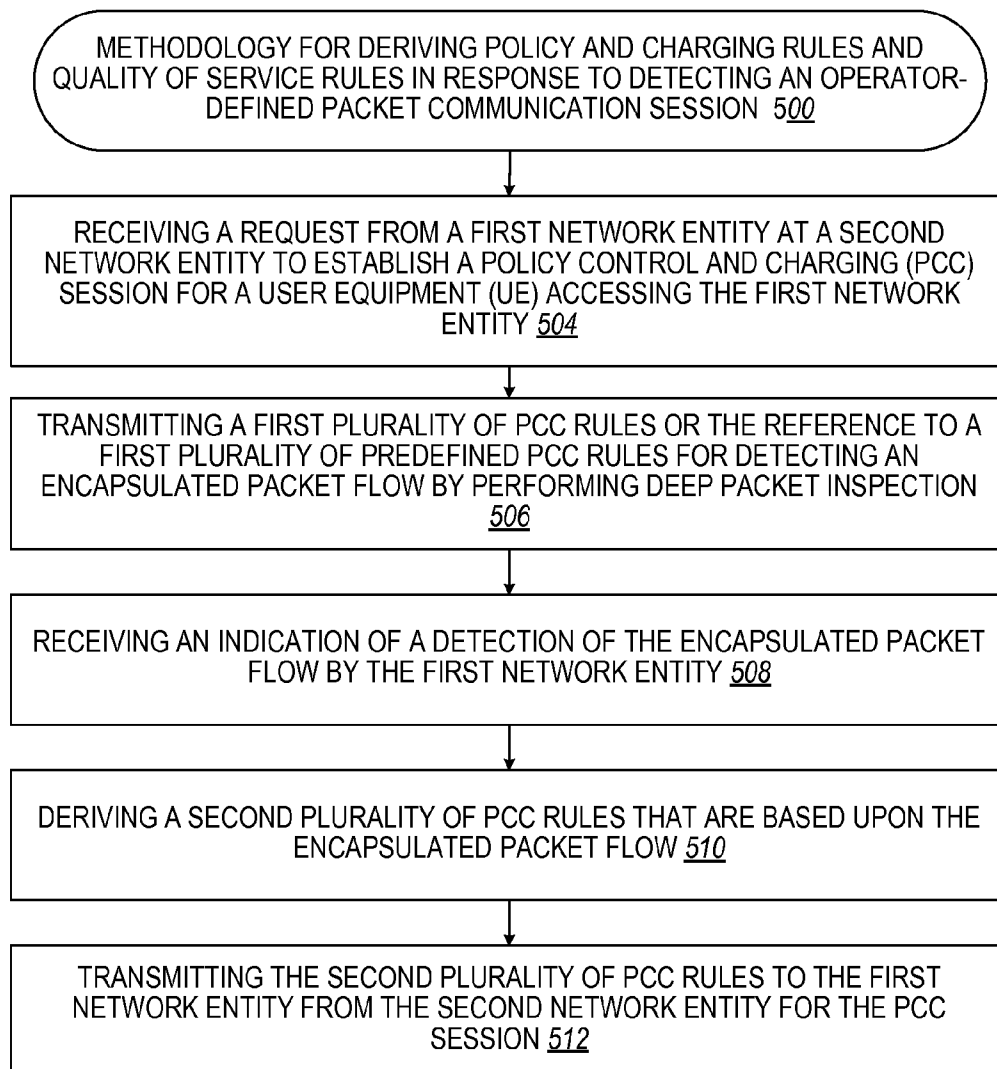 METHODOLOGY FOR DERIVING POLICY AND CHARGING RULES AND
QUALITY OF SERVICE RULES IN RESPONSE TO DETECTING AN OPERATOR-
DEFINED PACKET COMMUNICATION SESSION 500
RECEIVING A REQUEST FROM A FIRST NETWORK ENTITY AT A SECOND
NETWORK ENTITY TO ESTABLISH A POLICY CONTROL AND CHARGING (PCC)
SESSION FOR A USER EQUIPMENT (UE) ACCESSING THE FIRST NETWORK
ENTITY 504
TRANSMITTING A FIRST PLURALITY OF PCC RULES OR THE REFERENCE TO A
FIRST PLURALITY OF PREDEFINED PCC RULES FOR DETECTING AN
ENCAPSULATED PACKET FLOW BY PERFORMING DEEP PACKET INSPECTION
506
RECEIVING AN INDICATION OF A DETECTION OF THE ENCAPSULATED PACKET
FLOW BY THE FIRST NETWORK ENTITY 508
DERIVING A SECOND PLURALITY OF PCC RULES THAT ARE BASED UPON THE
ENCAPSULATED PACKET FLOW 510
TRANSMITTING THE SECOND PLURALITY OF PCC RULES TO THE FIRST
NETWORK ENTITY FROM THE SECOND NETWORK ENTITY FOR THE PCC
SESSION 512